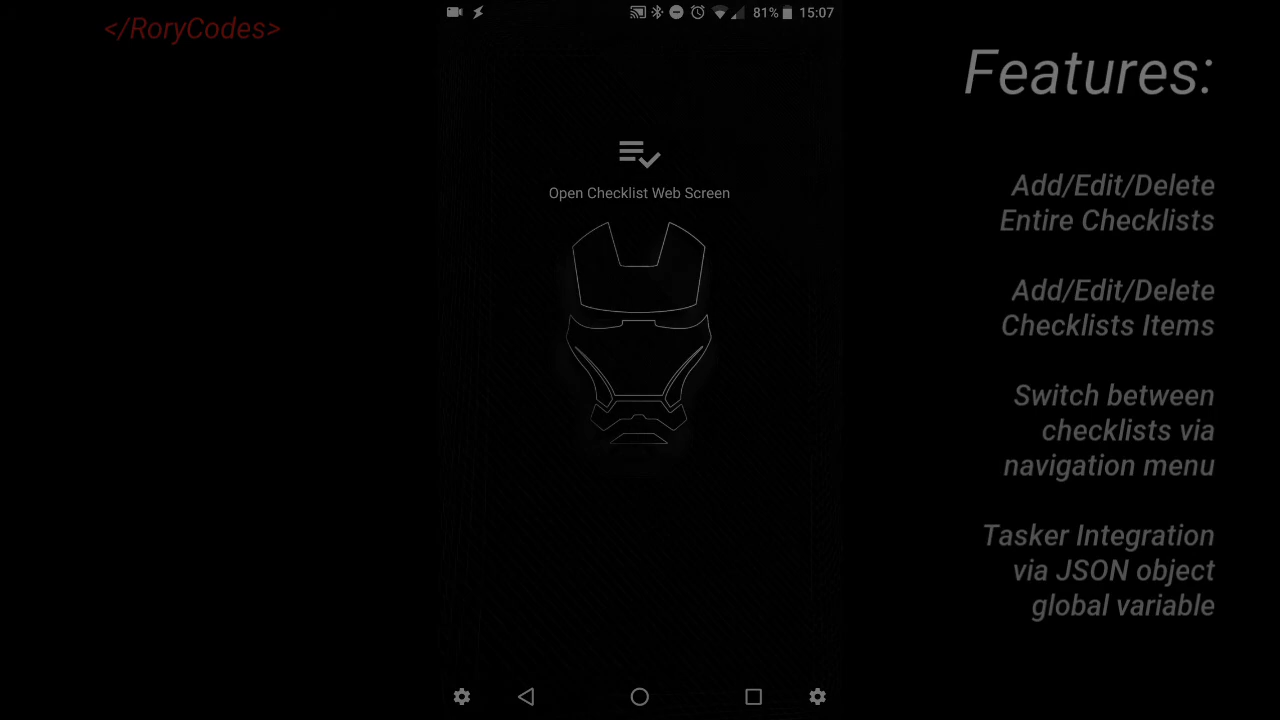 </RoryCodes>
81% 15:07
Open Checklist Web Screen
Features:
Add/Edit/Delete
Entire Checklists
Add/Edit/Delete
Checklists Items
Switch between
checklists via
navigation menu
Tasker Integration
via JSON object
global variable